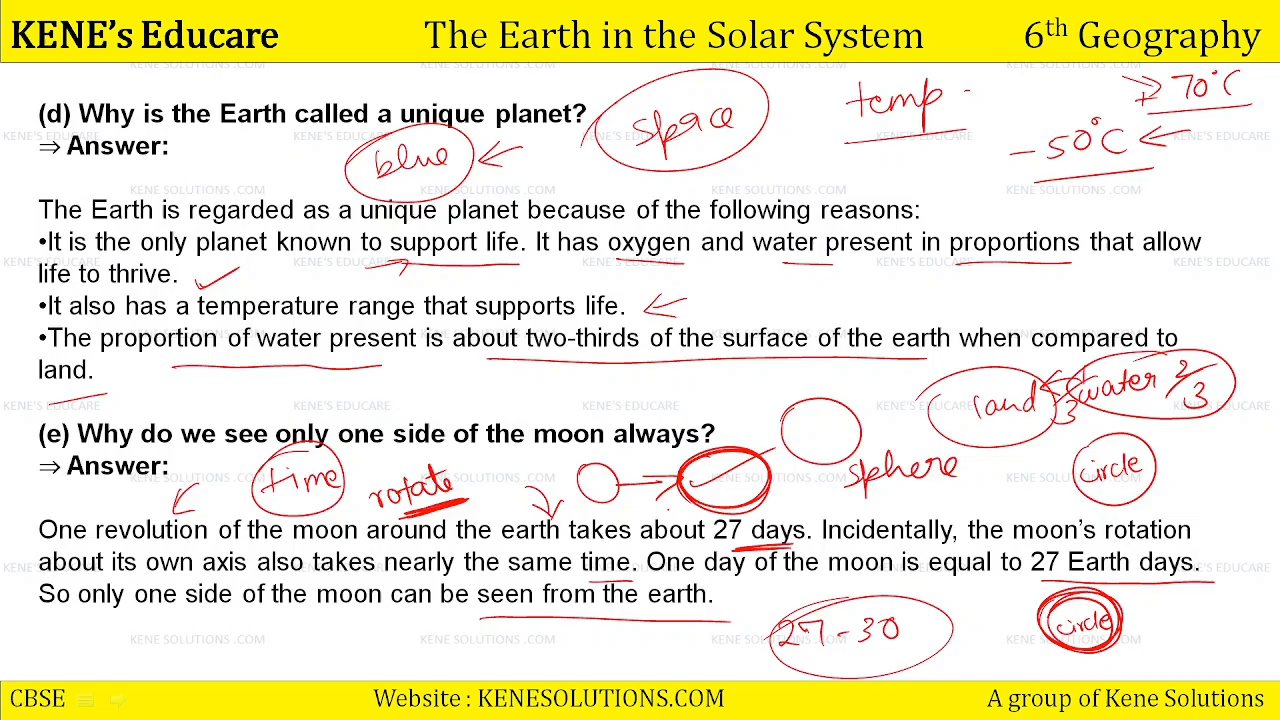 KENE's Educare The Earth in the Solar System 6th Geography
(d) Why is the Earth called a unique planet?
⇒ Answer:
space
temp
70°C
-50°C
blue
The Earth is regarded as a unique planet because of the following reasons:
•It is the only planet known to support life. It has oxygen and water present in proportions that allow
life to thrive.
•It also has a temperature range that supports life.
•The proportion of water present is about two-thirds of the surface of the earth when compared to
land.
land water 2/3
(e) Why do we see only one side of the moon always?
⇒ Answer:
time rotate sphere circle
One revolution of the moon around the earth takes about 27 days. Incidentally, the moon's rotation
about its own axis also takes nearly the same time. One day of the moon is equal to 27 Earth days.
So only one side of the moon can be seen from the earth.
27-30 circle
CBSE Website : KENESOLUTIONS.COM A group of Kene Solutions